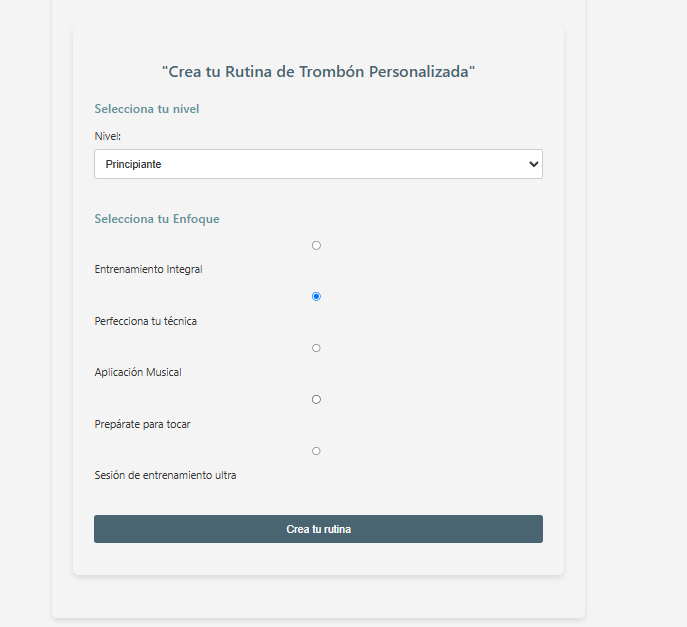 "Crea tu Rutina de Trombón Personalizada"
Selecciona tu nivel
Nivel:
Principiante
Selecciona tu Enfoque
Entrenamiento Integral
Perfecciona tu técnica
Aplicación Musical
Prepárate para tocar
Sesión de entrenamiento ultra
Crea tu rutina